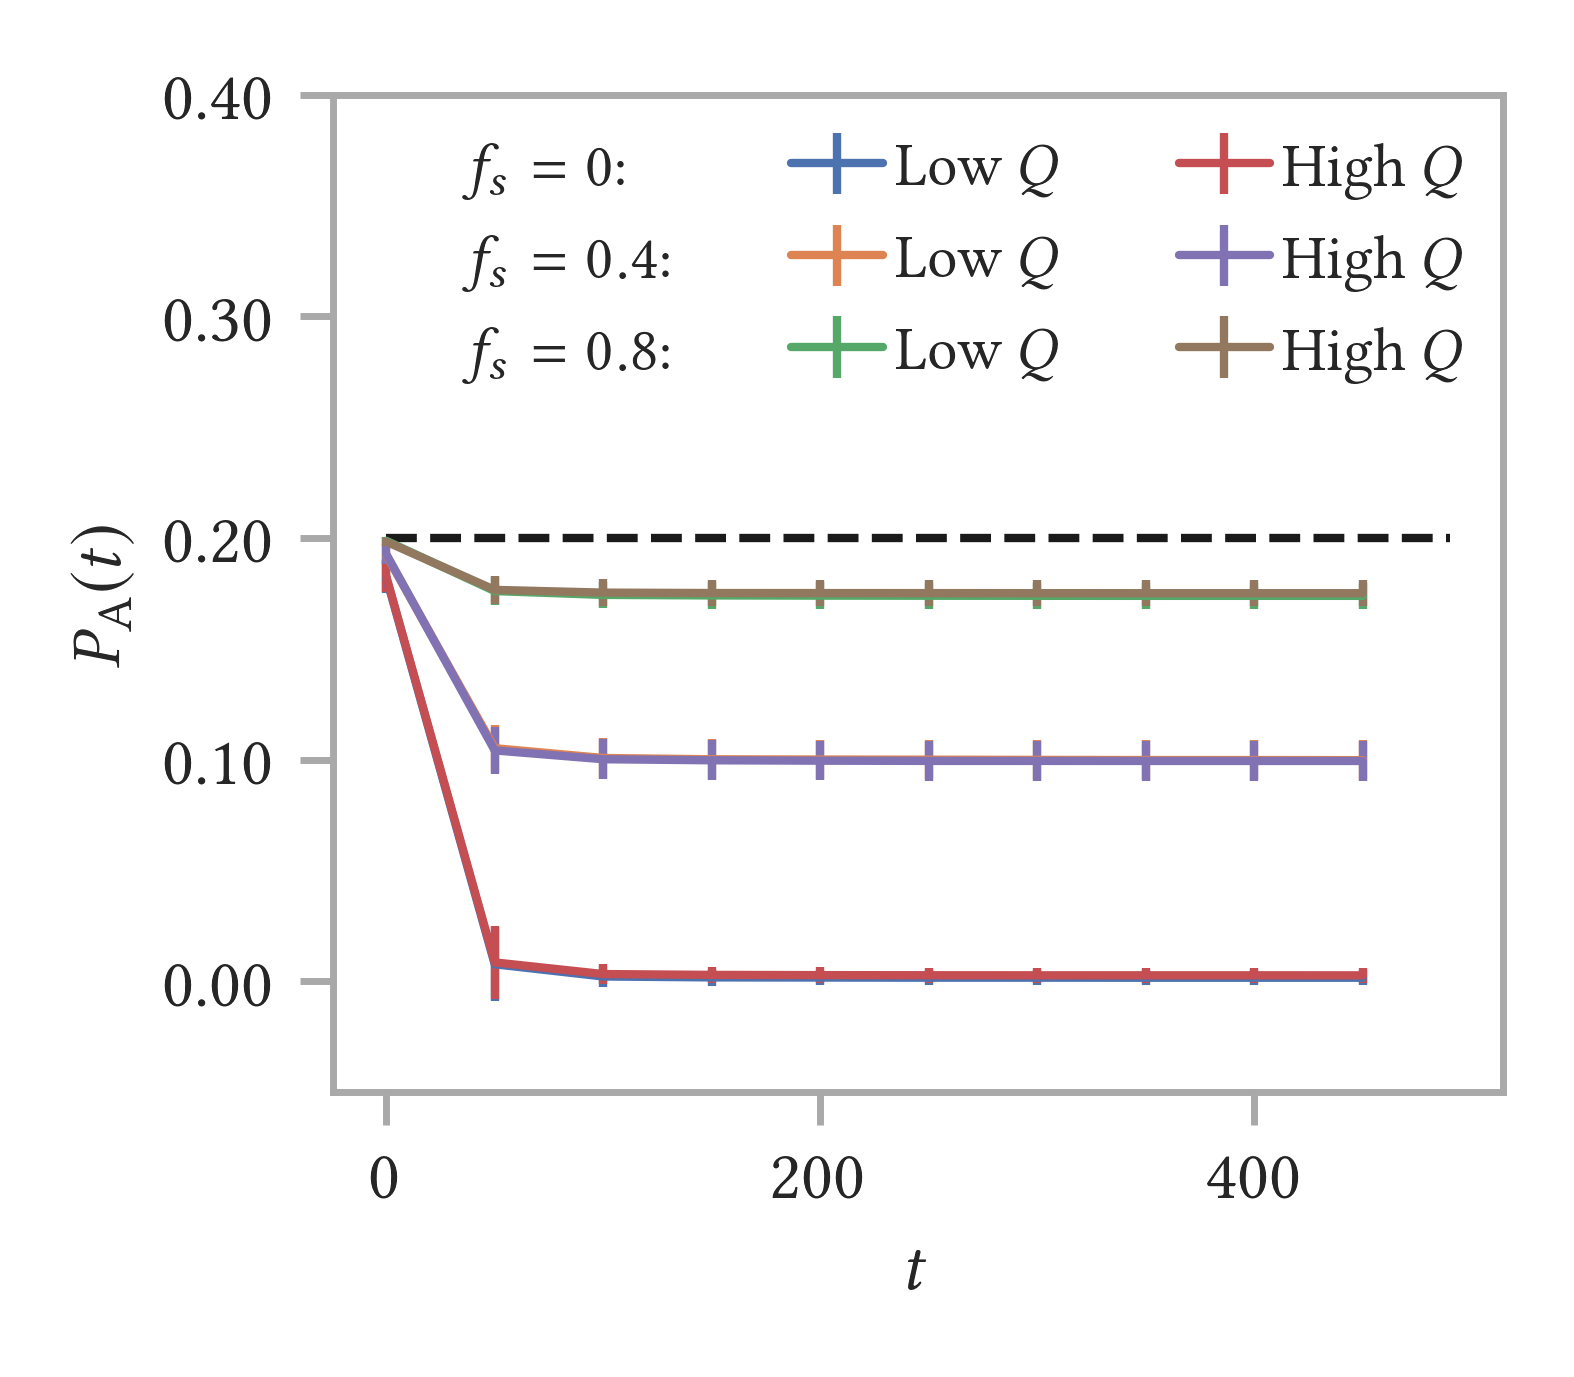 0.40
f_s = 0: Low Q High Q
f_s = 0.4: Low Q High Q
f_s = 0.8: Low Q High Q
0.30
0.20
0.10
0.00
P_A(t)
0 200 400
t